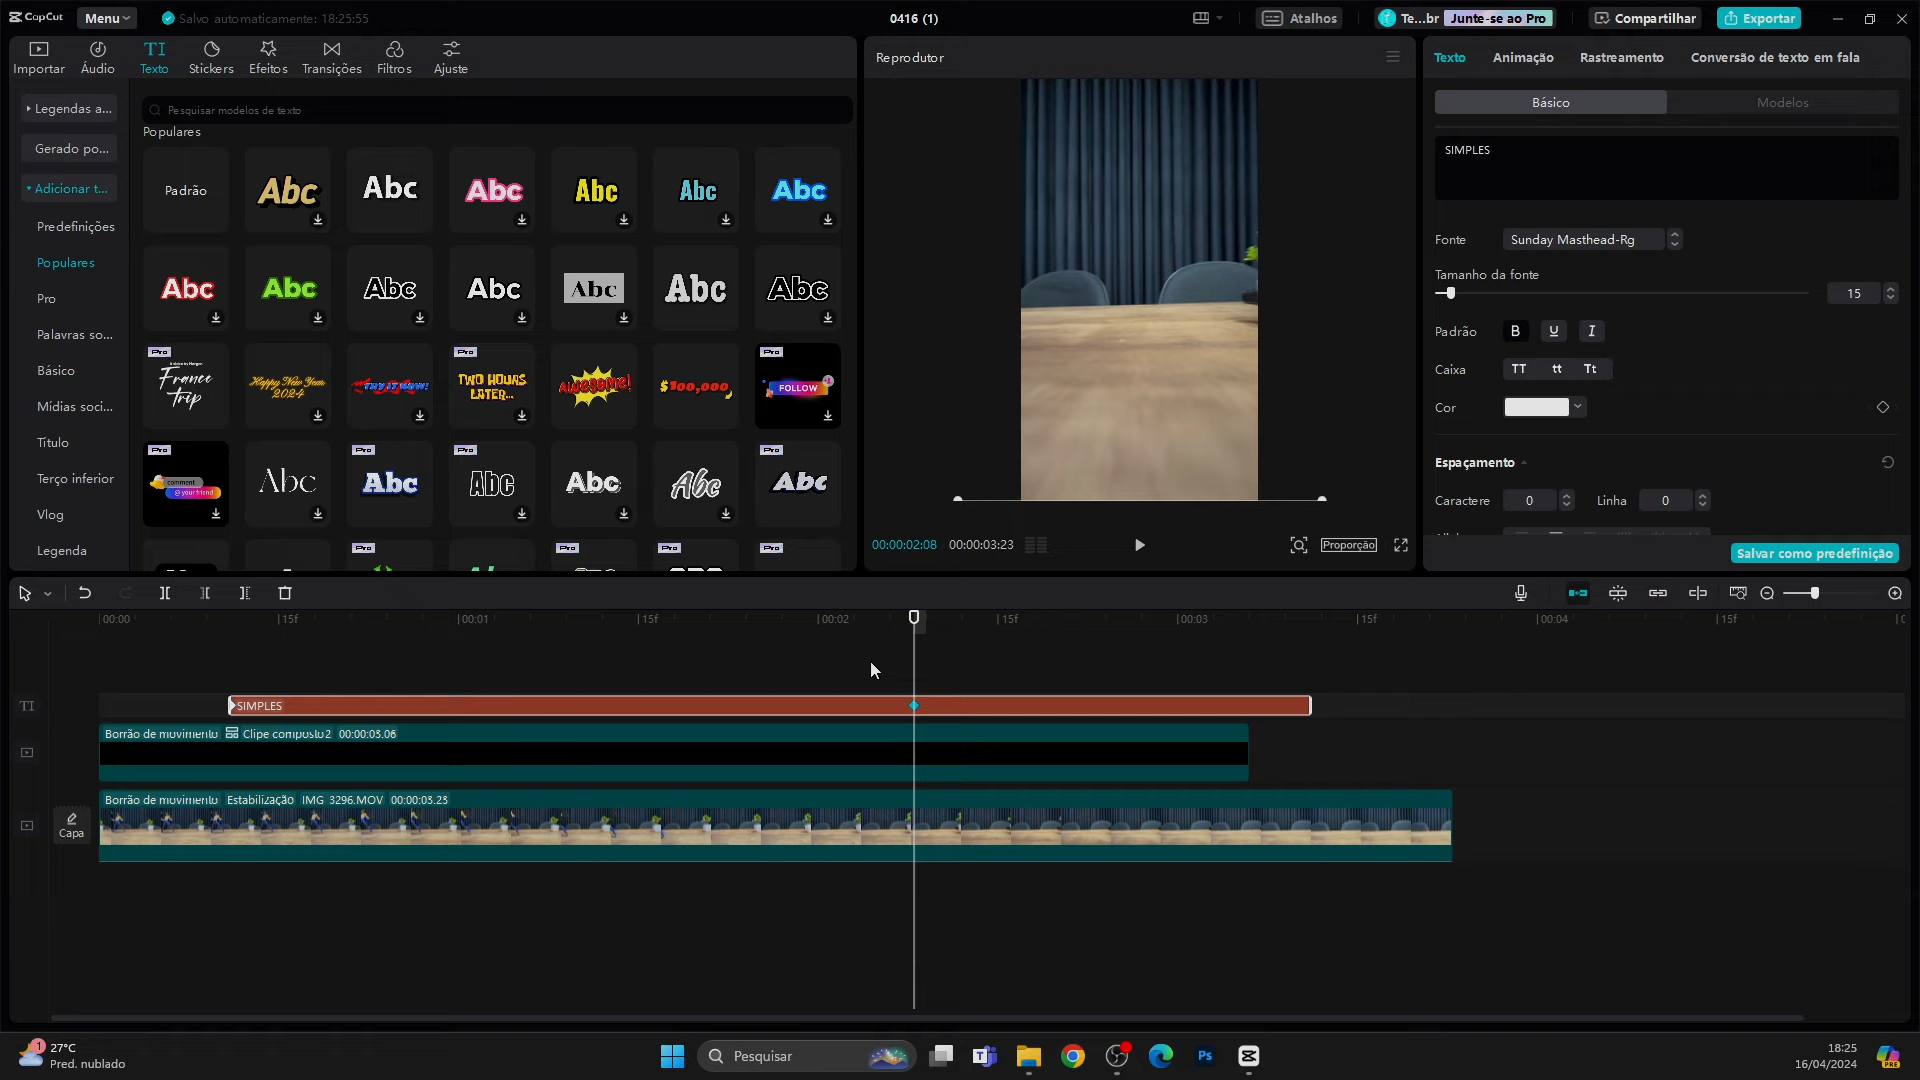 CapCut
Menu
Salvo automaticamente: 18:25:55
0416 (1)
Atalhos
Te...br
Junte-se ao Pro
Compartilhar
Exportar
Importar
Áudio
TI
Texto
Stickers
Efeitos
Transições
Filtros
Ajuste
Legendas a...
Gerado po...
Adicionar t...
Predefinições
Populares
Pro
Palavras so...
Básico
Mídias soci...
Título
Terço inferior
Vlog
Legenda
Pesquisar modelos de texto
Populares
Padrão
Abc
Abc
Abc
Abc
Abc
Abc
Abc
Abc
Abc
Abc
Abc
Abc
Abc
Pro
France trip
Happy New Year 2024
TRY IT NOW!
Pro
TWO HOURS LATER...
AWESOME!
$100,000,
Pro
FOLLOW
Pro
comment
@ your friend
Abc
Pro
Abc
Pro
Abc
Abc
Abc
Pro
Abc
Pro
Pro
Pro
Pro
Reprodutor
00:00:02:08
00:00:03:23
Proporção
Texto
Animação
Rastreamento
Conversão de texto em fala
Básico
Modelos
SIMPLES
Fonte
Sunday Masthead-Rg
Tamanho da fonte
15
Padrão
B
U
I
Caixa
TT
tt
Tt
Cor
Espaçamento
Caractere
0
Linha
0
Salvar como predefinição
00:00
15f
00:01
15f
00:02
15f
00:03
15f
00:04
15f
TI
SIMPLES
Borrão de movimento
Clipe composto2
00:00:03:06
Capa
Borrão de movimento
Estabilização
IMG_3296.MOV
00:00:03:23
1
27°C
Pred. nublado
Pesquisar
Ps
PRE
18:25
16/04/2024